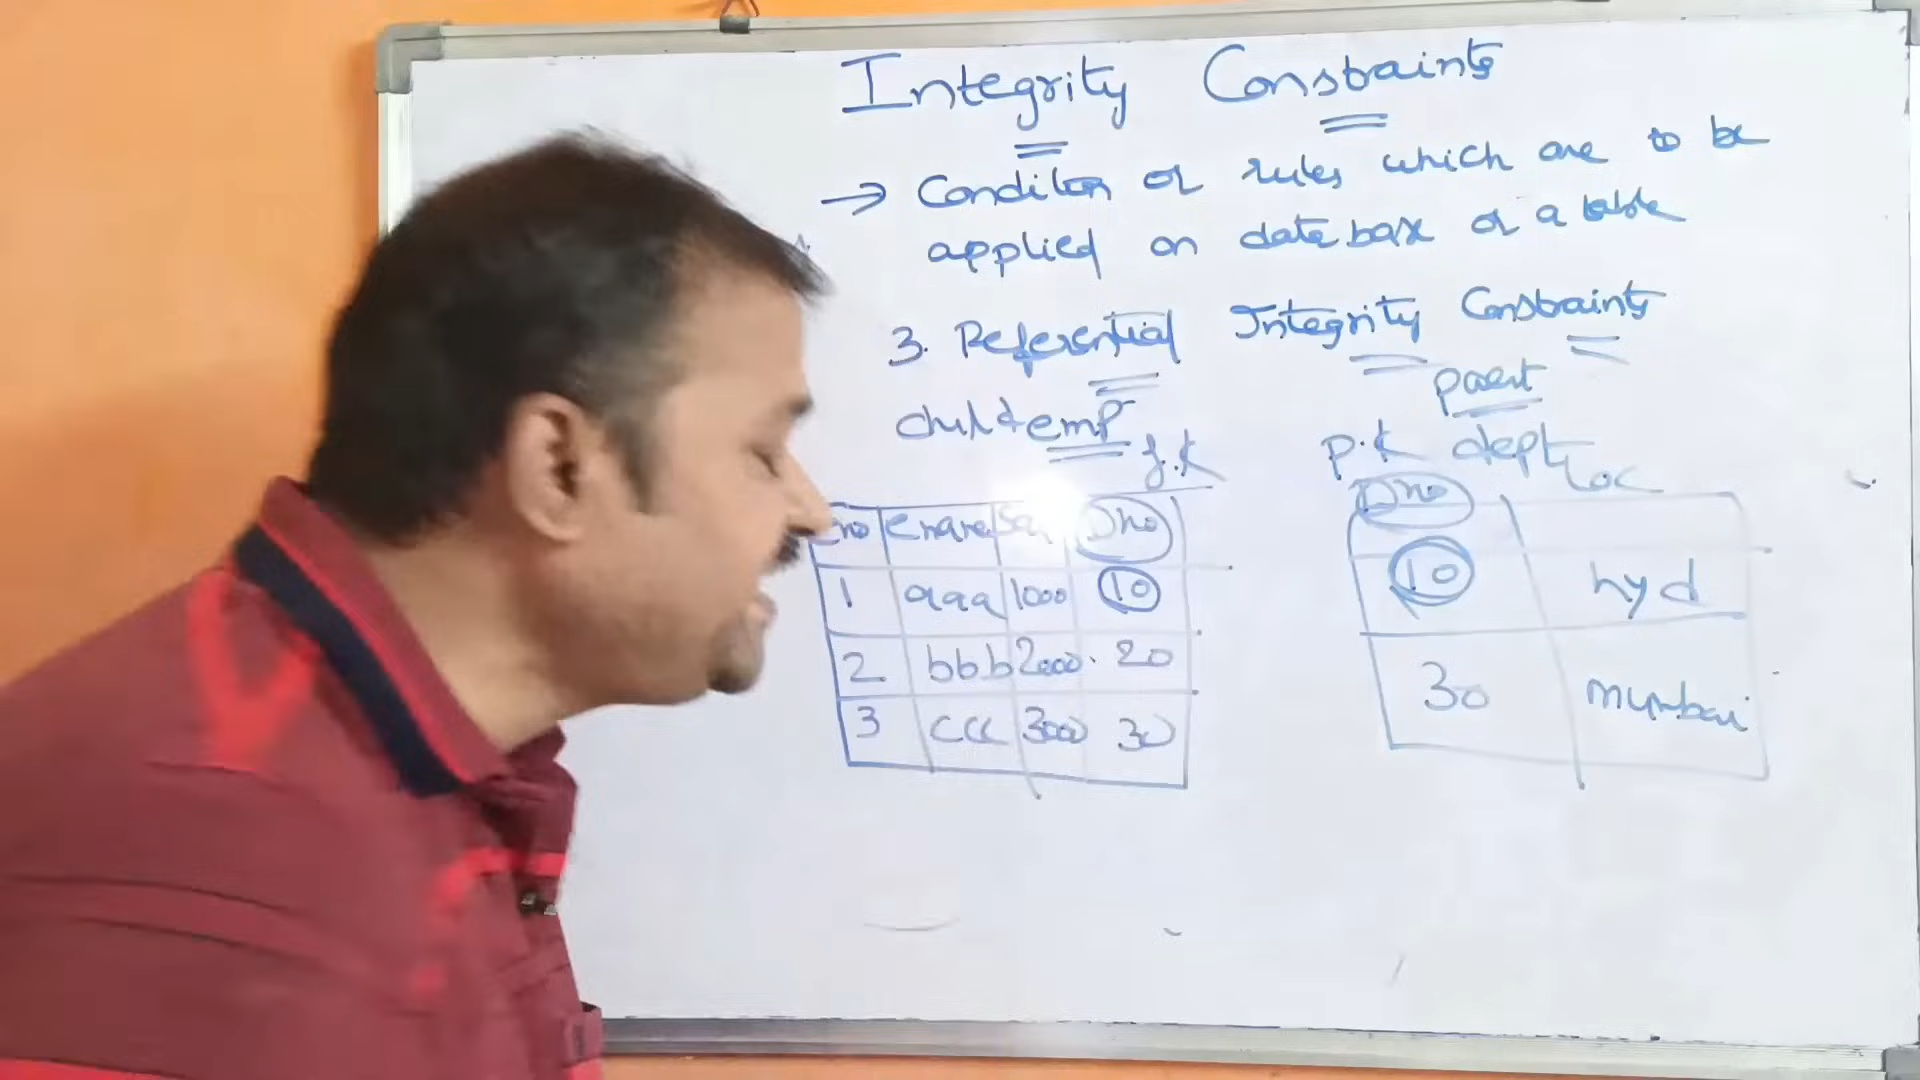 Integrity Constraints
→ Condition or rules which are to be
applied on database or a table
3. Referential Integrity Constraints
parent
child emp f.k
p.k dept
Loc
eno ename Sal Dno
1 aaa 1000 10
2 bbb 2000 20
3 ccc 3000 30
Dno
10 hyd
30 mumbai